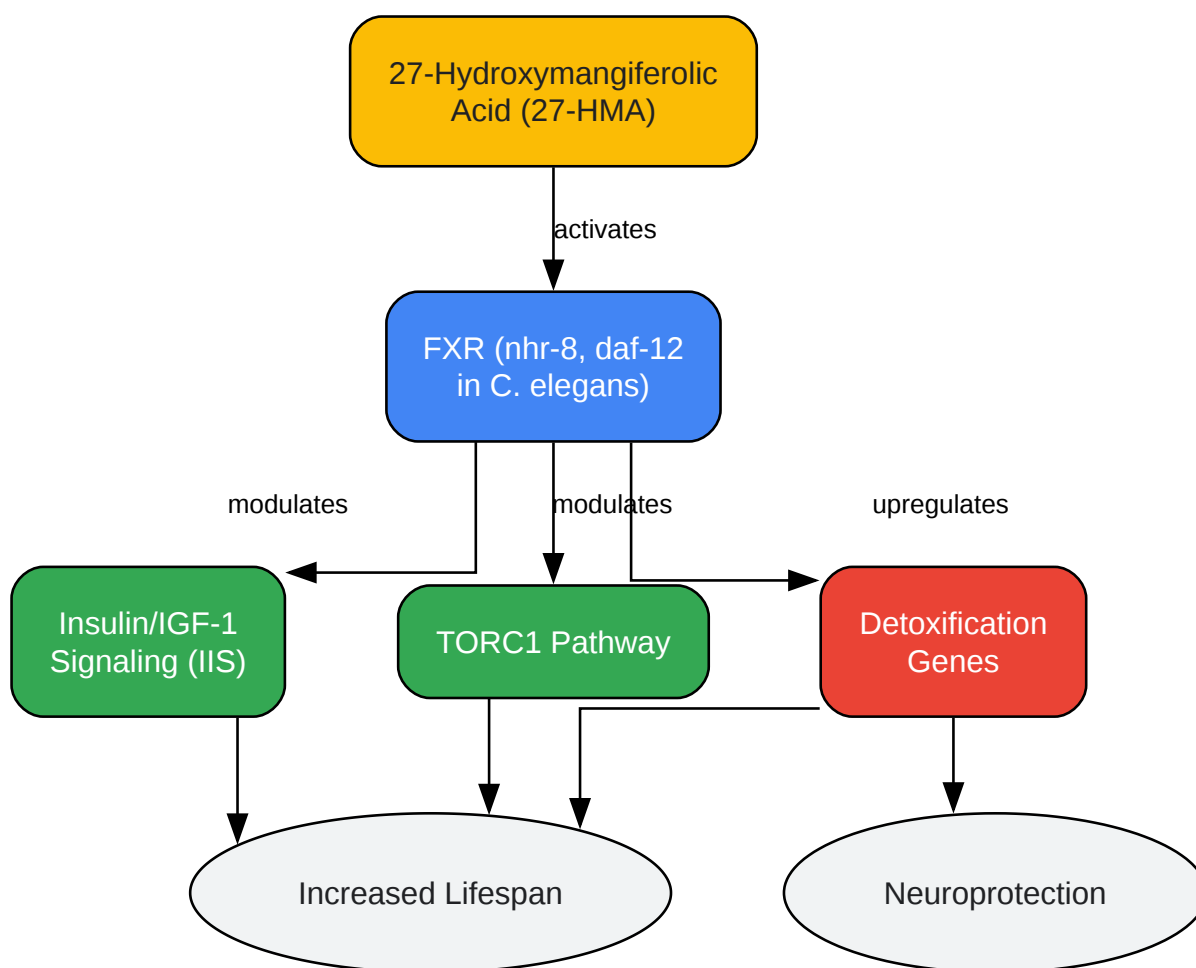 27-Hydroxymangiferolic
Acid (27-HMA)
activates
FXR (nhr-8, daf-12
in C. elegans)
modulates
modulates
upregulates
Insulin/IGF-1
Signaling (IIS)
TORC1 Pathway
Detoxification
Genes
Increased Lifespan
Neuroprotection